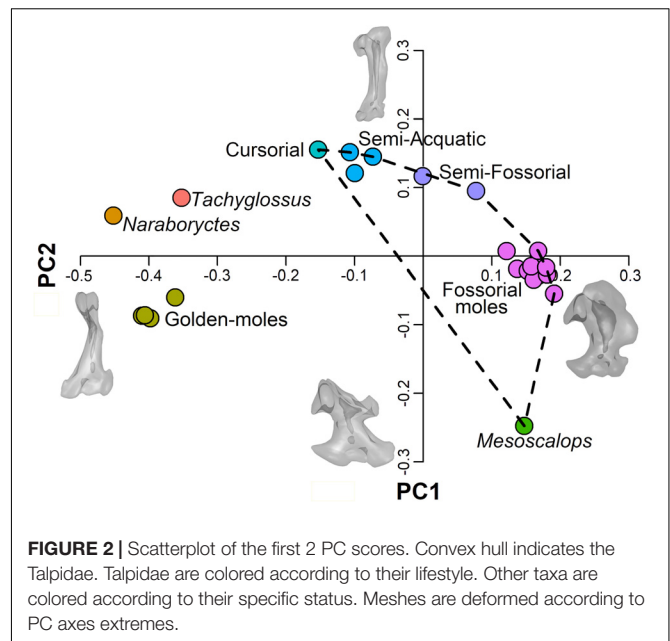 0.3
0.2
Cursorial
Semi-Acquatic
Semi-Fossorial
0.1
Tachyglossus
Naraboryctes
PC2
-0.5
-0.4
-0.3
-0.2
-0.1
0.1
0.2
0.3
Fossorial
moles
Golden-moles
-0.1
-0.2
Mesoscalops
-0.3
PC1
FIGURE 2 | Scatterplot of the first 2 PC scores. Convex hull indicates the
Talpidae. Talpidae are colored according to their lifestyle. Other taxa are
colored according to their specific status. Meshes are deformed according to
PC axes extremes.